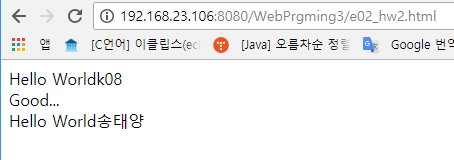 192.168.23.106:8080/WebPrgming3/e02_hw2.html
앱 [C언어] 이클립스(ecl [Java] 오름차순 정렬 Google 번역
Hello Worldk08
Good...
Hello World송태양